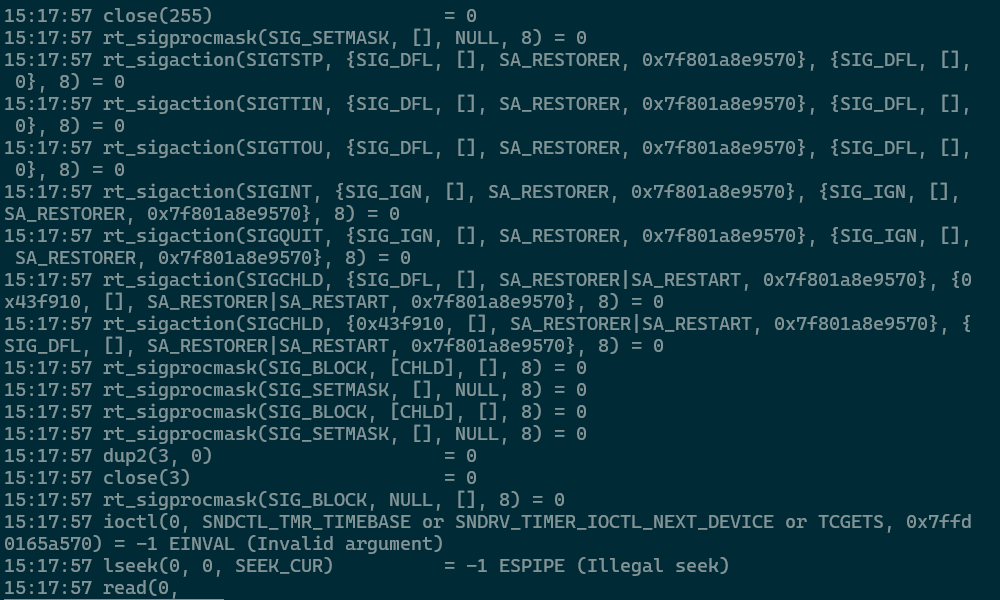 15:17:57 close(255)                     = 0
15:17:57 rt_sigprocmask(SIG_SETMASK, [], NULL, 8) = 0
15:17:57 rt_sigaction(SIGTSTP, {SIG_DFL, [], SA_RESTORER, 0x7f801a8e9570}, {SIG_DFL, [],
 0}, 8) = 0
15:17:57 rt_sigaction(SIGTTIN, {SIG_DFL, [], SA_RESTORER, 0x7f801a8e9570}, {SIG_DFL, [],
 0}, 8) = 0
15:17:57 rt_sigaction(SIGTTOU, {SIG_DFL, [], SA_RESTORER, 0x7f801a8e9570}, {SIG_DFL, [],
 0}, 8) = 0
15:17:57 rt_sigaction(SIGINT, {SIG_IGN, [], SA_RESTORER, 0x7f801a8e9570}, {SIG_IGN, [],
SA_RESTORER, 0x7f801a8e9570}, 8) = 0
15:17:57 rt_sigaction(SIGQUIT, {SIG_IGN, [], SA_RESTORER, 0x7f801a8e9570}, {SIG_IGN, [],
 SA_RESTORER, 0x7f801a8e9570}, 8) = 0
15:17:57 rt_sigaction(SIGCHLD, {SIG_DFL, [], SA_RESTORER|SA_RESTART, 0x7f801a8e9570}, {0
x43f910, [], SA_RESTORER|SA_RESTART, 0x7f801a8e9570}, 8) = 0
15:17:57 rt_sigaction(SIGCHLD, {0x43f910, [], SA_RESTORER|SA_RESTART, 0x7f801a8e9570}, {
SIG_DFL, [], SA_RESTORER|SA_RESTART, 0x7f801a8e9570}, 8) = 0
15:17:57 rt_sigprocmask(SIG_BLOCK, [CHLD], [], 8) = 0
15:17:57 rt_sigprocmask(SIG_SETMASK, [], NULL, 8) = 0
15:17:57 rt_sigprocmask(SIG_BLOCK, [CHLD], [], 8) = 0
15:17:57 rt_sigprocmask(SIG_SETMASK, [], NULL, 8) = 0
15:17:57 dup2(3, 0)                     = 0
15:17:57 close(3)                       = 0
15:17:57 rt_sigprocmask(SIG_BLOCK, NULL, [], 8) = 0
15:17:57 ioctl(0, SNDCTL_TMR_TIMEBASE or SNDRV_TIMER_IOCTL_NEXT_DEVICE or TCGETS, 0x7ffd
0165a570) = -1 EINVAL (Invalid argument)
15:17:57 lseek(0, 0, SEEK_CUR)          = -1 ESPIPE (Illegal seek)
15:17:57 read(0,